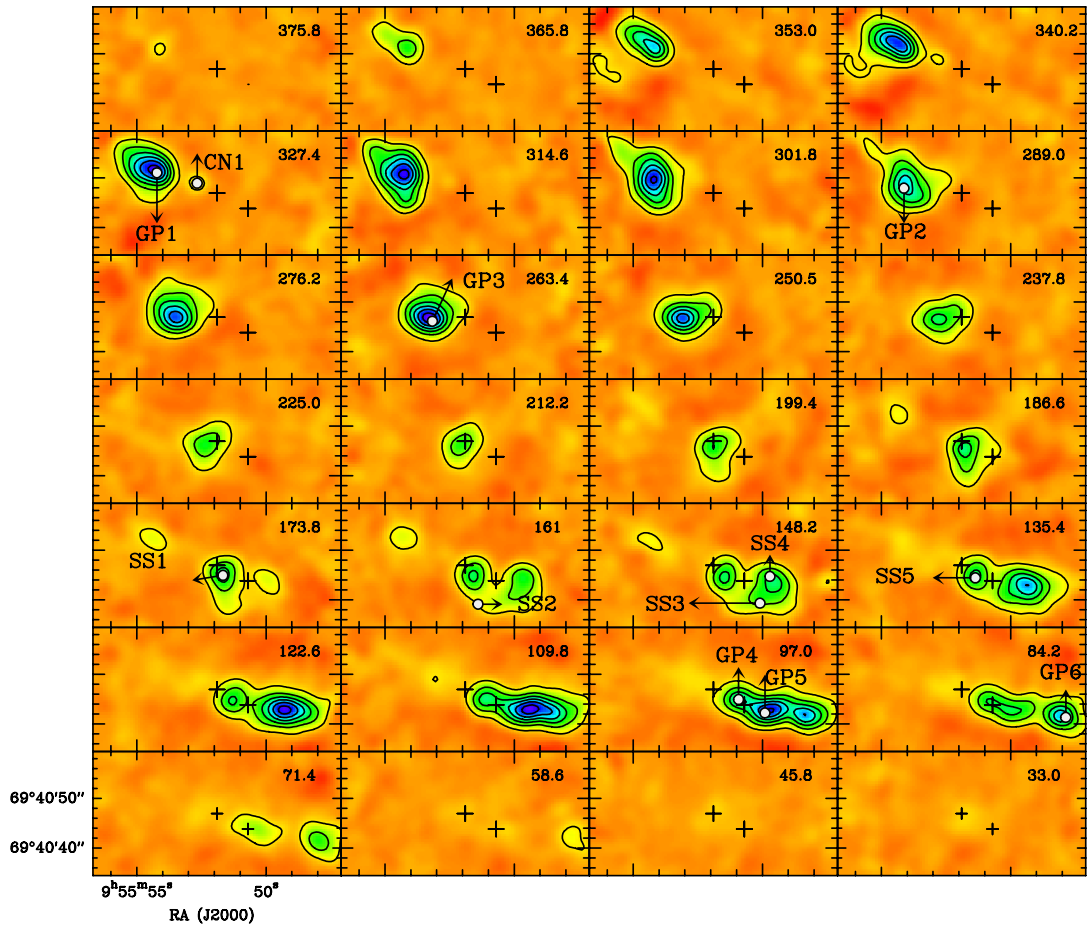 375.8 365.8 353.0 340.2
327.4 314.6 301.8 289.0
CN1
GP1 GP2
276.2 263.4 250.5 237.8
GP3
225.0 212.2 199.4 186.6
173.8 161 148.2 135.4
SS1 SS4
SS5
SS2 SS3
122.6 109.8 97.0 84.2
GP4 GP5 GP6
71.4 58.6 45.8 33.0
69°40'50"
69°40'40"
9ʰ55ᵐ55ˢ 50ˢ
RA (J2000)